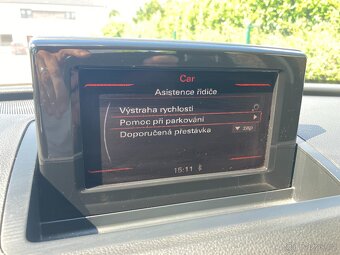 Car
Asistence řidiče
Výstraha rychlosti
Pomoc při parkování
Doporučená přestávka
zap
15:11